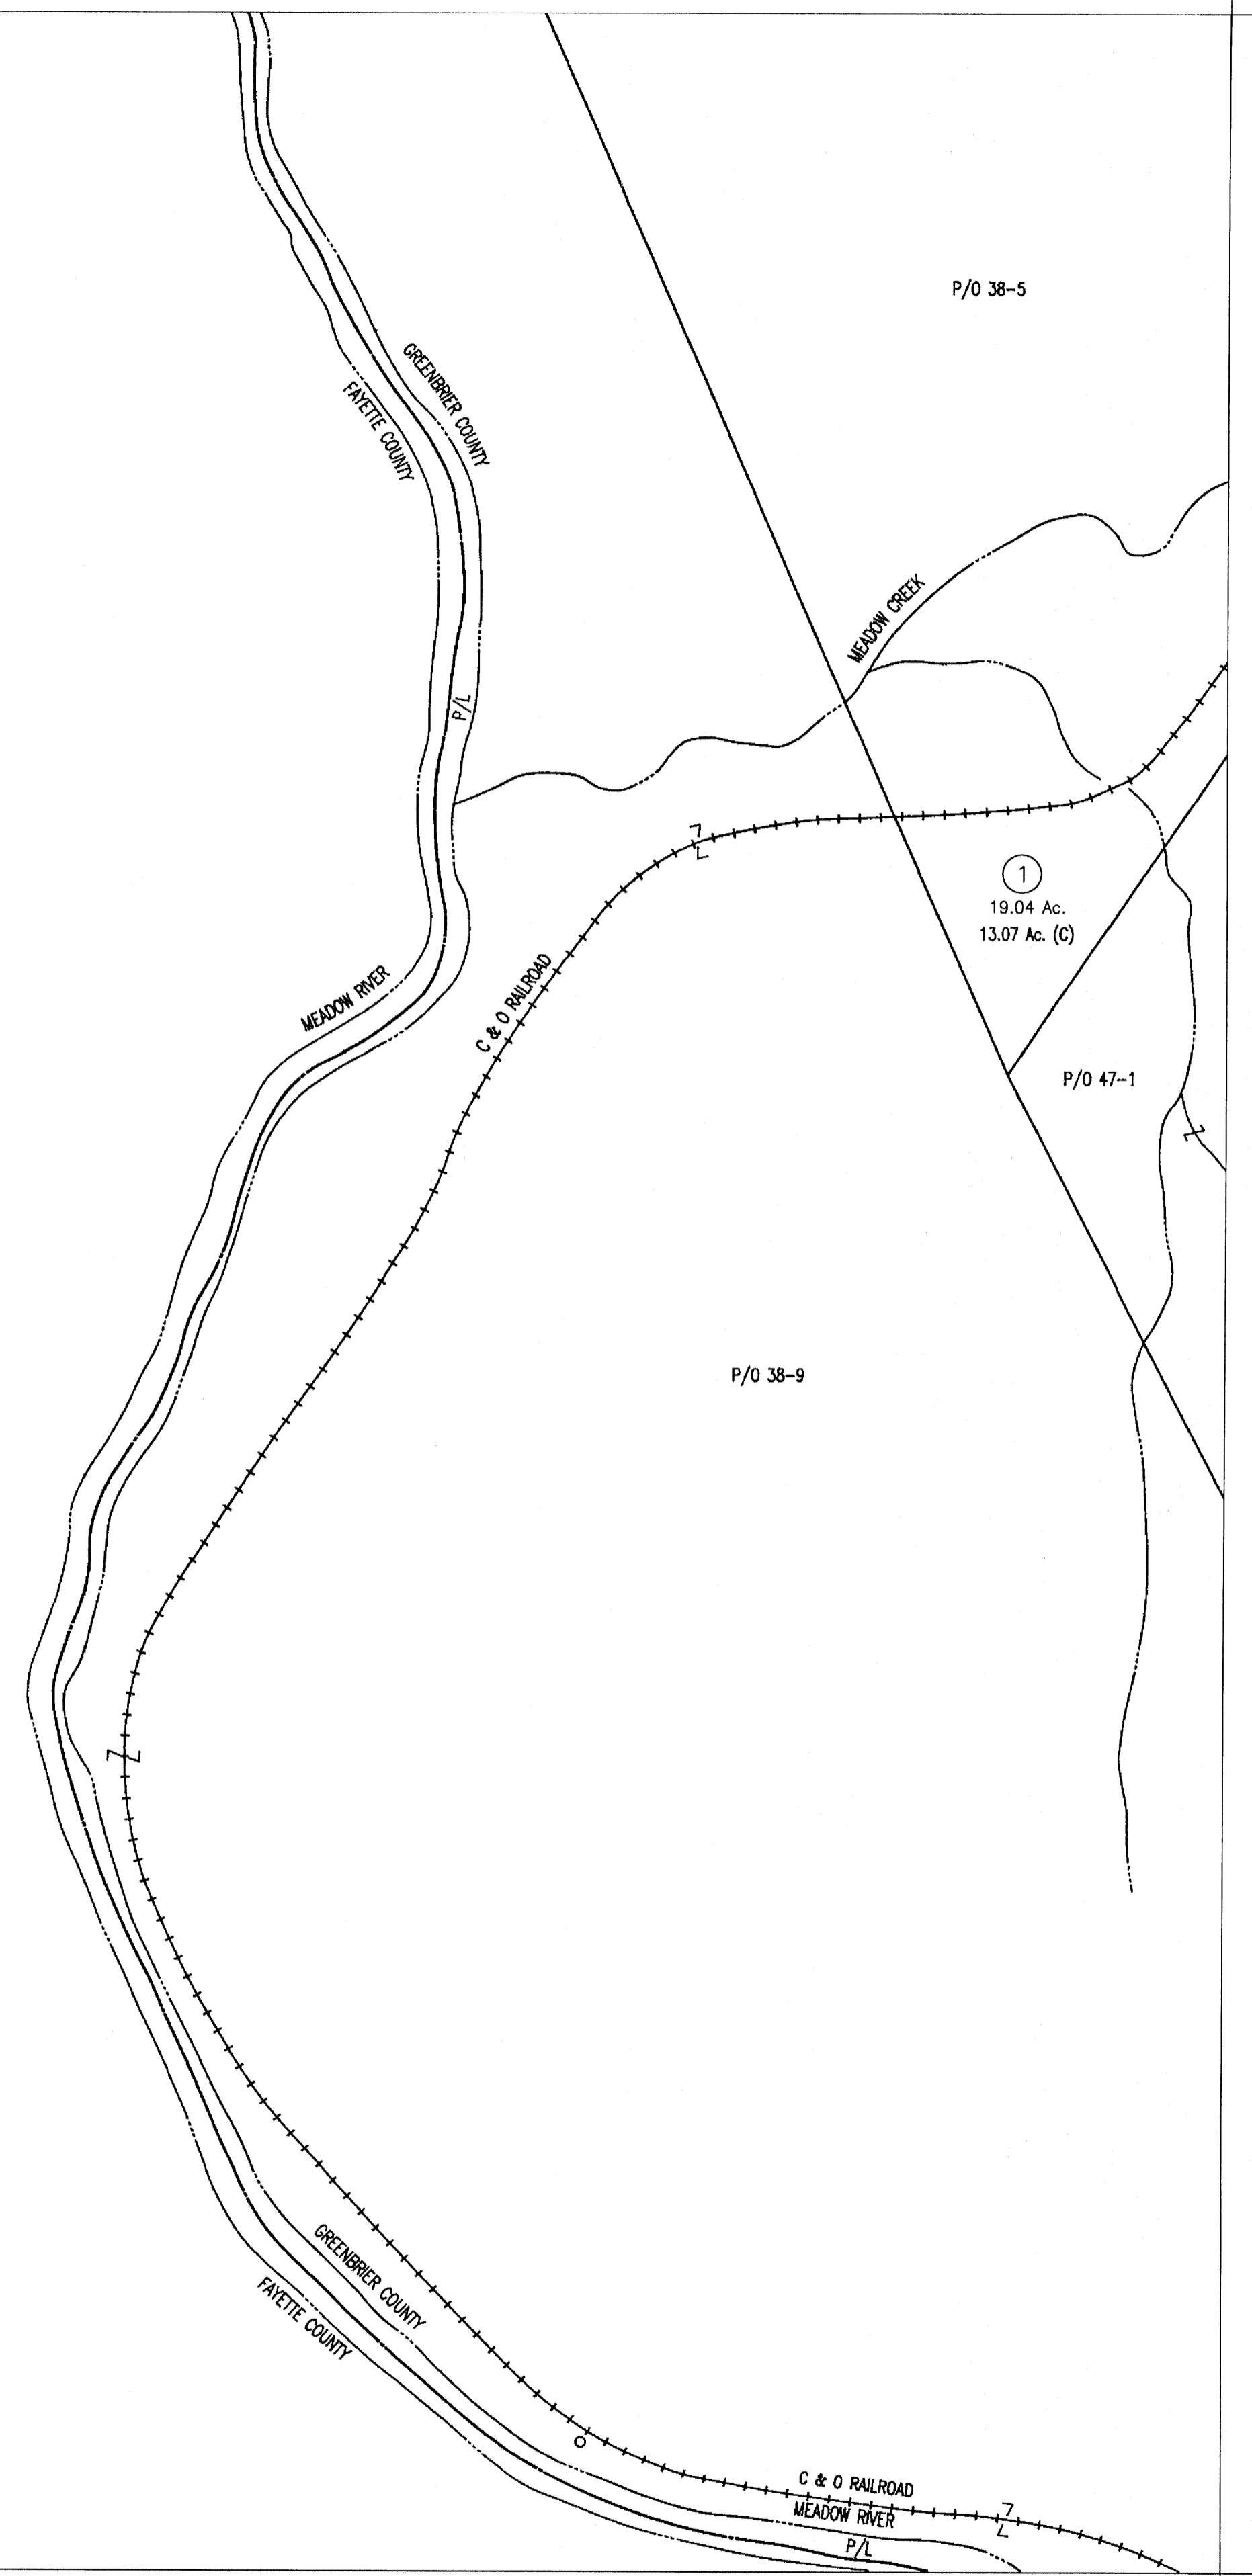 P/O 38-5
GREENBRIER COUNTY
FAYETTE COUNTY
MEADOW CREEK
P/L
1
19.04 Ac.
13.07 Ac. (C)
C & O RAILROAD
MEADOW RIVER
P/O 47-1
P/O 38-9
GREENBRIER COUNTY
FAYETTE COUNTY
C & O RAILROAD
MEADOW RIVER
P/L